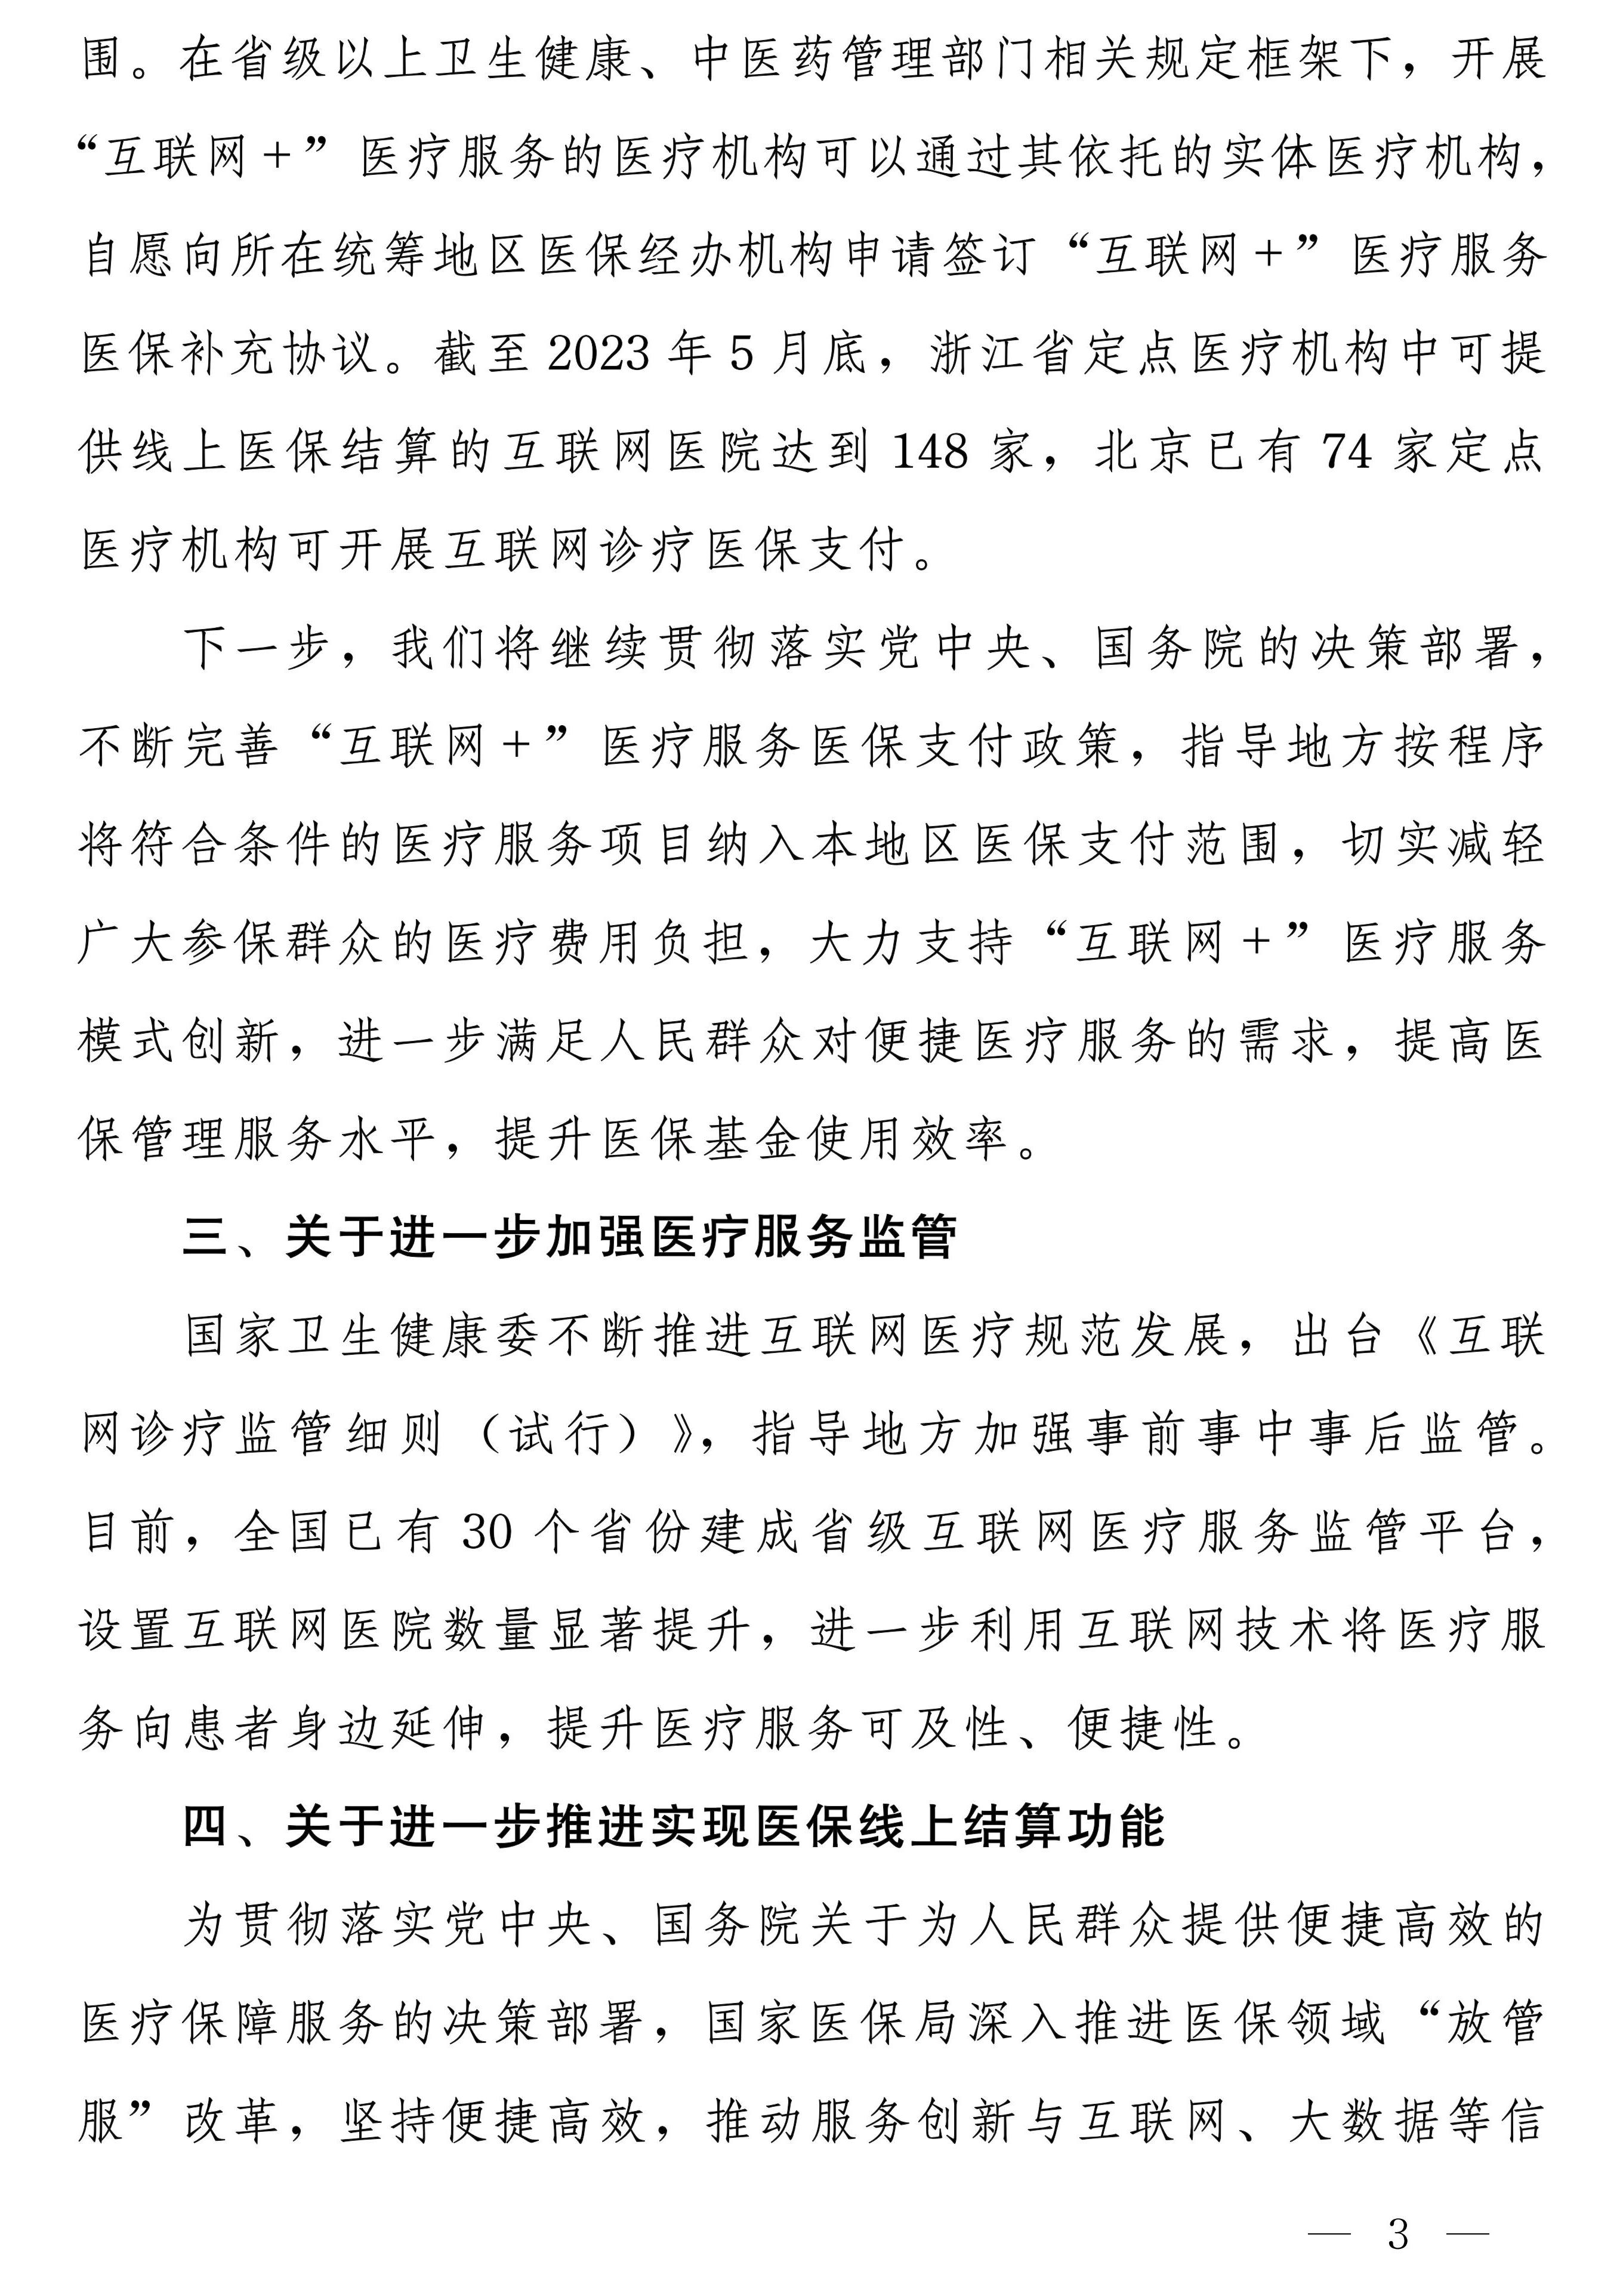 围。在省级以上卫生健康、中医药管理部门相关规定框架下，开展
“互联网+”医疗服务的医疗机构可以通过其依托的实体医疗机构，
自愿向所在统筹地区医保经办机构申请签订“互联网+”医疗服务
医保补充协议。截至2023年5月底，浙江省定点医疗机构中可提
供线上医保结算的互联网医院达到148家，北京已有74家定点
医疗机构可开展互联网诊疗医保支付。
下一步，我们将继续贯彻落实党中央、国务院的决策部署，
不断完善“互联网+”医疗服务医保支付政策，指导地方按程序
将符合条件的医疗服务项目纳入本地区医保支付范围，切实减轻
广大参保群众的医疗费用负担，大力支持“互联网+”医疗服务
模式创新，进一步满足人民群众对便捷医疗服务的需求，提高医
保管理服务水平，提升医保基金使用效率。
三、关于进一步加强医疗服务监管
国家卫生健康委不断推进互联网医疗规范发展，出台《互联
网诊疗监管细则（试行）》，指导地方加强事前事中事后监管。
目前，全国已有30个省份建成省级互联网医疗服务监管平台，
设置互联网医院数量显著提升，进一步利用互联网技术将医疗服
务向患者身边延伸，提升医疗服务可及性、便捷性。
四、关于进一步推进实现医保线上结算功能
为贯彻落实党中央、国务院关于为人民群众提供便捷高效的
医疗保障服务的决策部署，国家医保局深入推进医保领域“放管
服”改革，坚持便捷高效，推动服务创新与互联网、大数据等信
— 3 —